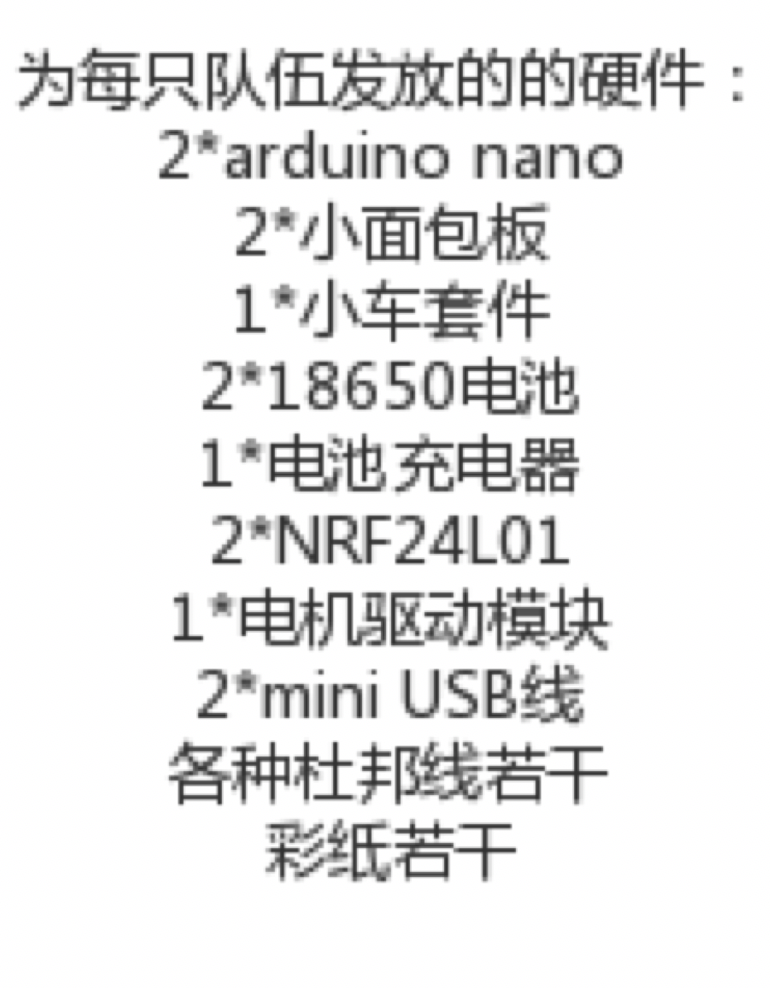 为每只队伍发放的的硬件：
2*arduino nano
2*小面包板
1*小车套件
2*18650电池
1*电池充电器
2*NRF24L01
1*电机驱动模块
2*mini USB线
各种杜邦线若干
彩纸若干